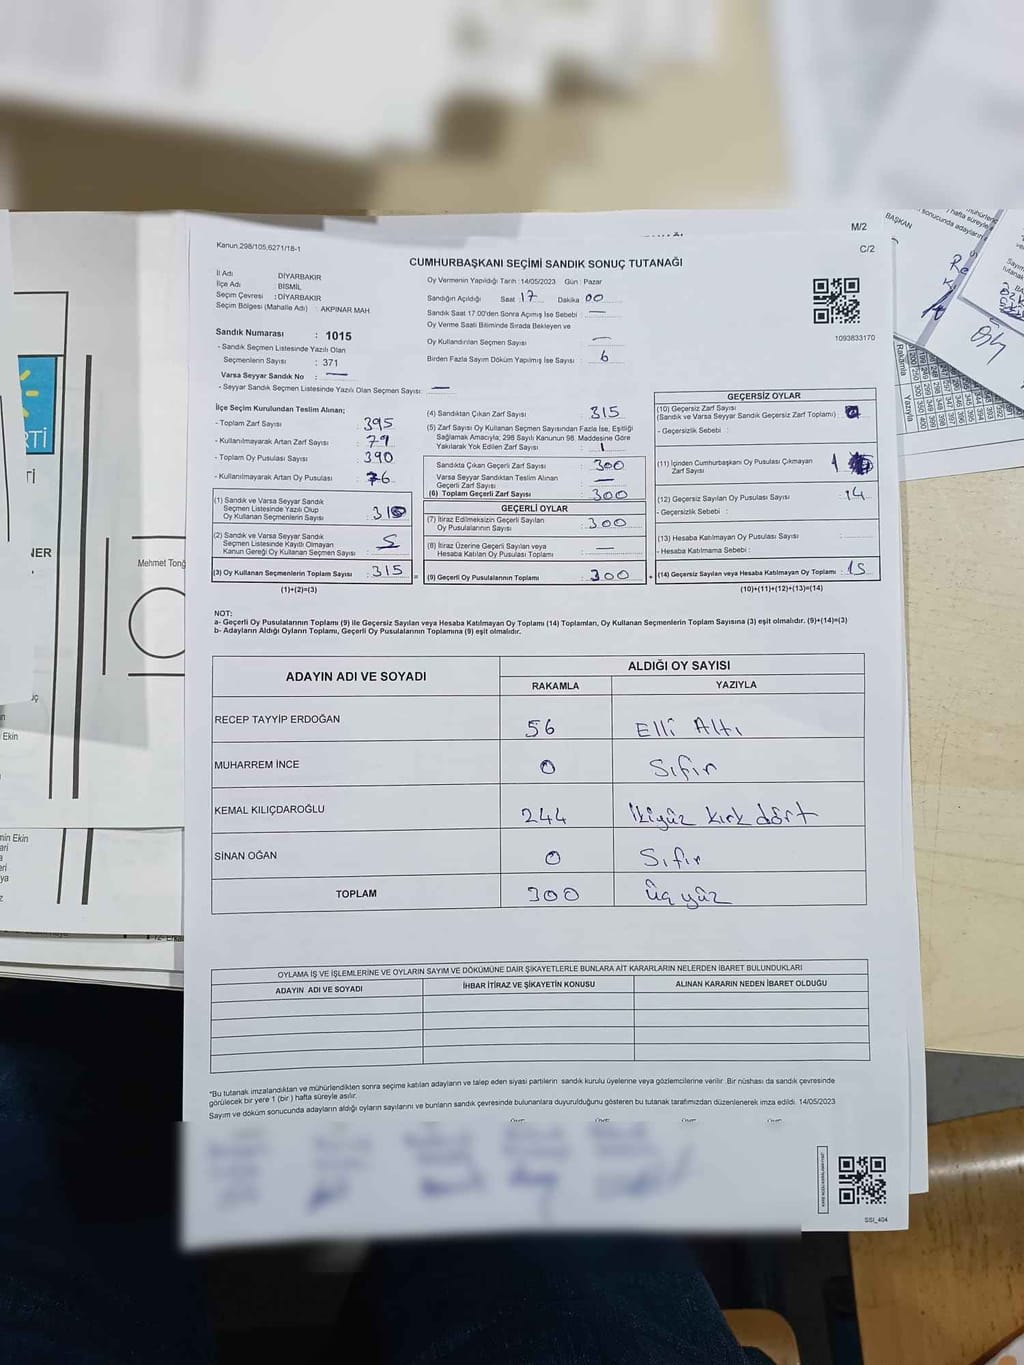 M/2
C/2
Kanun,298/105,6271/18-1
CUMHURBAŞKANI SEÇİMİ SANDIK SONUÇ TUTANAĞI
İl Adı : DİYARBAKIR
İlçe Adı : BİSMİL
Seçim Çevresi : DİYARBAKIR
Seçim Bölgesi (Mahalle Adı) : AKPINAR MAH
Sandık Numarası : 1015
- Sandık Seçmen Listesinde Yazılı Olan
Seçmenlerin Sayısı : 371
Varsa Seyyar Sandık No : —
- Seyyar Sandık Seçmen Listesinde Yazılı Olan Seçmen Sayısı: —
Oy Vermenin Yapıldığı Tarih :14/05/2023 Gün : Pazar
Sandığın Açıldığı Saat 17 Dakika 00
Sandık Saat 17.00'den Sonra Açılmış İse Sebebi : —
Oy Verme Saati Bitiminde Sırada Bekleyen ve
Oy Kullandırılan Seçmen Sayısı : —
Birden Fazla Sayım Döküm Yapılmış İse Sayısı : 6
1093833170
İlçe Seçim Kurulundan Teslim Alınan;
- Toplam Zarf Sayısı : 395
- Kullanılmayarak Artan Zarf Sayısı : 79
- Toplam Oy Pusulası Sayısı : 390
- Kullanılmayarak Artan Oy Pusulası : 76
(1) Sandık ve Varsa Seyyar Sandık
Seçmen Listesinde Yazılı Olup
Oy Kullanan Seçmenlerin Sayısı : 310
(2) Sandık ve Varsa Seyyar Sandık
Seçmen Listesinde Kayıtlı Olmayan
Kanun Gereği Oy Kullanan Seçmen Sayısı : 5
(3) Oy Kullanan Seçmenlerin Toplam Sayısı : 315
(1)+(2)=(3)
(4) Sandıktan Çıkan Zarf Sayısı : 315
(5) Zarf Sayısı Oy Kullanan Seçmen Sayısından Fazla İse, Eşitliği
Sağlamak Amacıyla; 298 Sayılı Kanunun 98. Maddesine Göre
Yakılarak Yok Edilen Zarf Sayısı : 1
Sandıkta Çıkan Geçerli Zarf Sayısı : 300
Varsa Seyyar Sandıktan Teslim Alınan
Geçerli Zarf Sayısı : —
(6) Toplam Geçerli Zarf Sayısı : 300
GEÇERLİ OYLAR
(7) İtiraz Edilmeksizin Geçerli Sayılan
Oy Pusulalarının Sayısı : 300
(8) İtiraz Üzerine Geçerli Sayılan veya
Hesaba Katılan Oy Pusulası Toplamı : —
= (9) Geçerli Oy Pusulalarının Toplamı : 300 +
GEÇERSİZ OYLAR
(10) Geçersiz Zarf Sayısı
(Sandık ve Varsa Seyyar Sandık Geçersiz Zarf Toplamı) :
- Geçersizlik Sebebi :
(11) İçinden Cumhurbaşkanı Oy Pusulası Çıkmayan
Zarf Sayısı : 1
(12) Geçersiz Sayılan Oy Pusulası Sayısı : 14
- Geçersizlik Sebebi :
(13) Hesaba Katılmayan Oy Pusulası Sayısı :
- Hesaba Katılmama Sebebi :
(14) Geçersiz Sayılan veya Hesaba Katılmayan Oy Toplamı : 15
(10)+(11)+(12)+(13)=(14)
NOT:
a- Geçerli Oy Pusulalarının Toplamı (9) ile Geçersiz Sayılan veya Hesaba Katılmayan Oy Toplamı (14) Toplamları, Oy Kullanan Seçmenlerin Toplam Sayısına (3) eşit olmalıdır. (9)+(14)=(3)
b- Adayların Aldığı Oyların Toplamı, Geçerli Oy Pusulalarının Toplamına (9) eşit olmalıdır.
ADAYIN ADI VE SOYADI
ALDIĞI OY SAYISI
RAKAMLA YAZIYLA
RECEP TAYYİP ERDOĞAN 56 Elli Altı
MUHARREM İNCE 0 Sıfır
KEMAL KILIÇDAROĞLU 244 İkiyüz kırk dört
SİNAN OĞAN 0 Sıfır
TOPLAM 300 üç yüz
OYLAMA İŞ VE İŞLEMLERİNE VE OYLARIN SAYIM VE DÖKÜMÜNE DAİR ŞİKAYETLERLE BUNLARA AİT KARARLARIN NELERDEN İBARET BULUNDUKLARI
ADAYIN ADI VE SOYADI İHBAR İTİRAZ VE ŞİKAYETİN KONUSU ALINAN KARARIN NEDEN İBARET OLDUĞU
*Bu tutanak imzalandıktan ve mühürlendikten sonra seçime katılan adayların ve talep eden siyasi partilerin sandık kurulu üyelerine veya gözlemcilerine verilir. Bir nüshası da sandık çevresinde
görülecek bir yere 1 (bir) hafta süreyle asılır.
Sayım ve döküm sonucunda adayların aldığı oyların sayılarını ve bunların sandık çevresinde bulunanlara duyurulduğunu gösteren bu tutanak tarafımızdan düzenlenerek imza edildi. 14/05/2023
SSI_404
Mehmet Tonğ
Ekin
min Ekin
BAŞKAN
Rakamla
Yazıyla